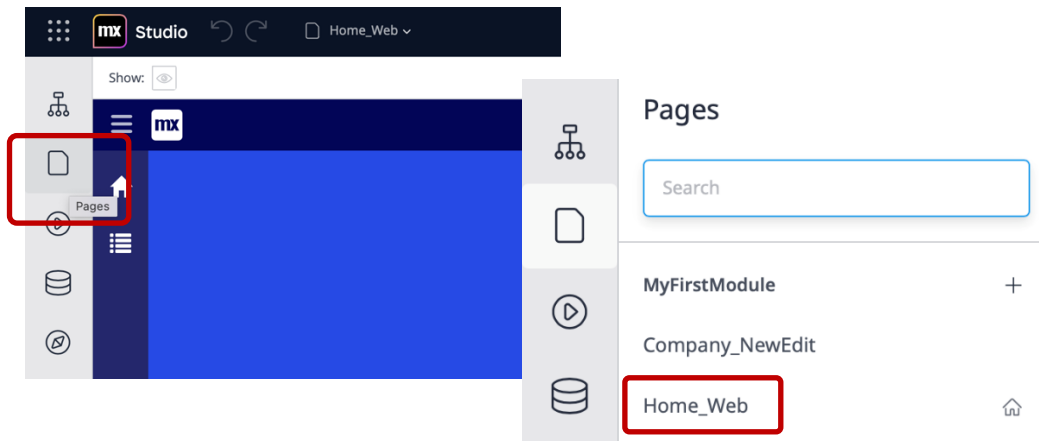 mx Studio Home_Web
Show:
mx
Pages
Pages
Search
MyFirstModule
Company_NewEdit
Home_Web